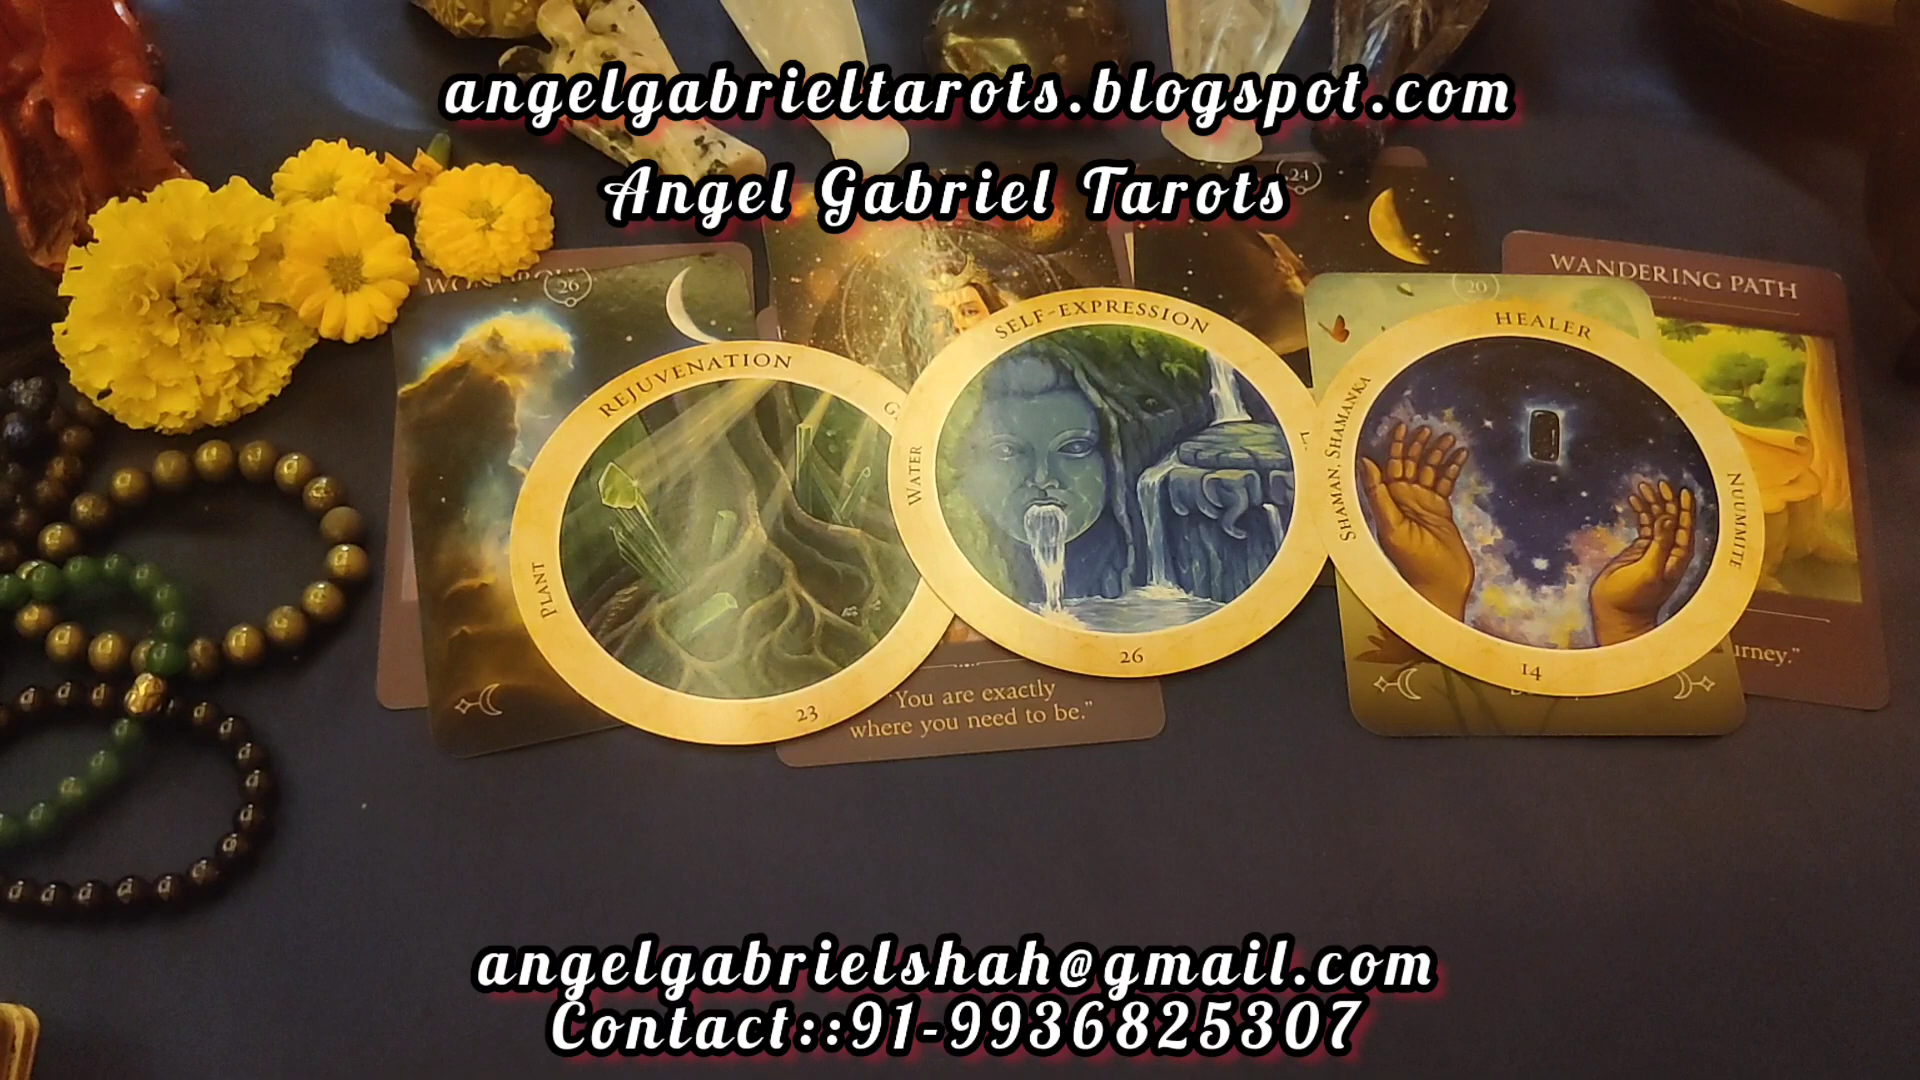 angelgabrieltarots.blogspot.com
Angel Gabriel Tarots
24
26
20
WANDERING PATH
REJUVENATION
PLANT
23
SELF-EXPRESSION
WATER
26
HEALER
SHAMAN, SHAMANKA
NUUMMITE
14
"You are exactly
where you need to be."
angelgabrielshah@gmail.com
Contact::91-9936825307